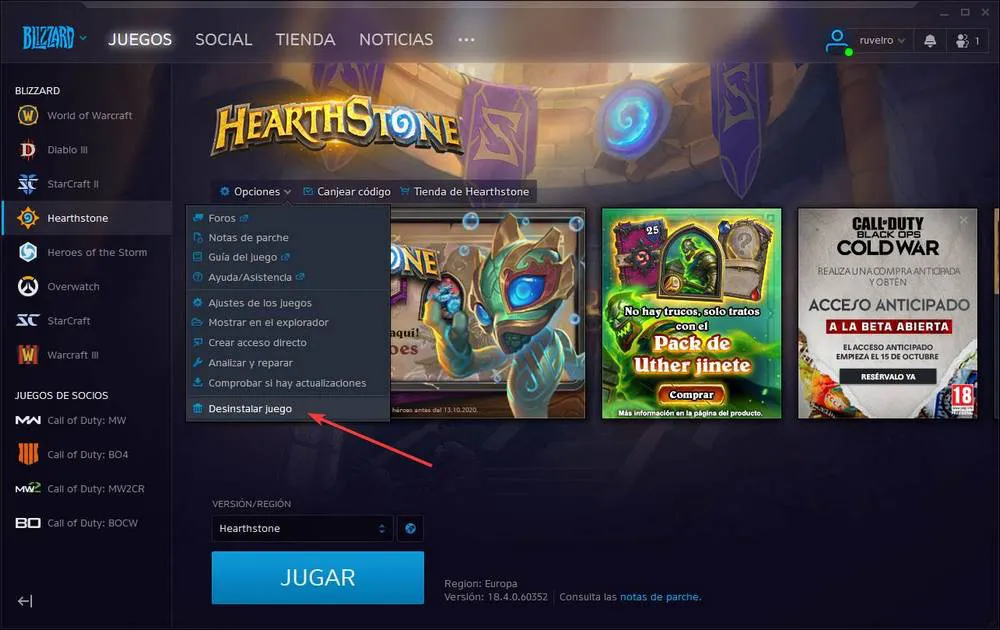 BLIZZARD
JUEGOS
SOCIAL
TIENDA
NOTICIAS
ruveiro
1
BLIZZARD
World of Warcraft
Diablo III
StarCraft II
Hearthstone
Heroes of the Storm
Overwatch
StarCraft
Warcraft III
JUEGOS DE SOCIOS
Call of Duty: MW
Call of Duty: BO4
Call of Duty: MW2CR
Call of Duty: BOCW
HEARTHSTONE
Opciones
Canjear código
Tienda de Hearthstone
Foros
Notas de parche
Guía del juego
Ayuda/Asistencia
Ajustes de los juegos
Mostrar en el explorador
Crear acceso directo
Analizar y reparar
Comprobar si hay actualizaciones
Desinstalar juego
ONE
aquí!
oes
héroes antes del 13.10.2020.
25
No hay trucos, solo tratos
con el
Pack de
Uther jinete
Comprar
Más información en la página del producto.
CALL OF DUTY
BLACK OPS
COLD WAR
REALIZA UNA COMPRA ANTICIPADA
Y OBTÉN
ACCESO ANTICIPADO
A LA BETA ABIERTA
EL ACCESO ANTICIPADO
EMPIEZA EL 15 DE OCTUBRE
RESÉRVALO YA
18
VERSIÓN/REGIÓN
Hearthstone
JUGAR
Region: Europa
Versión: 18.4.0.60352
Consulta las notas de parche.